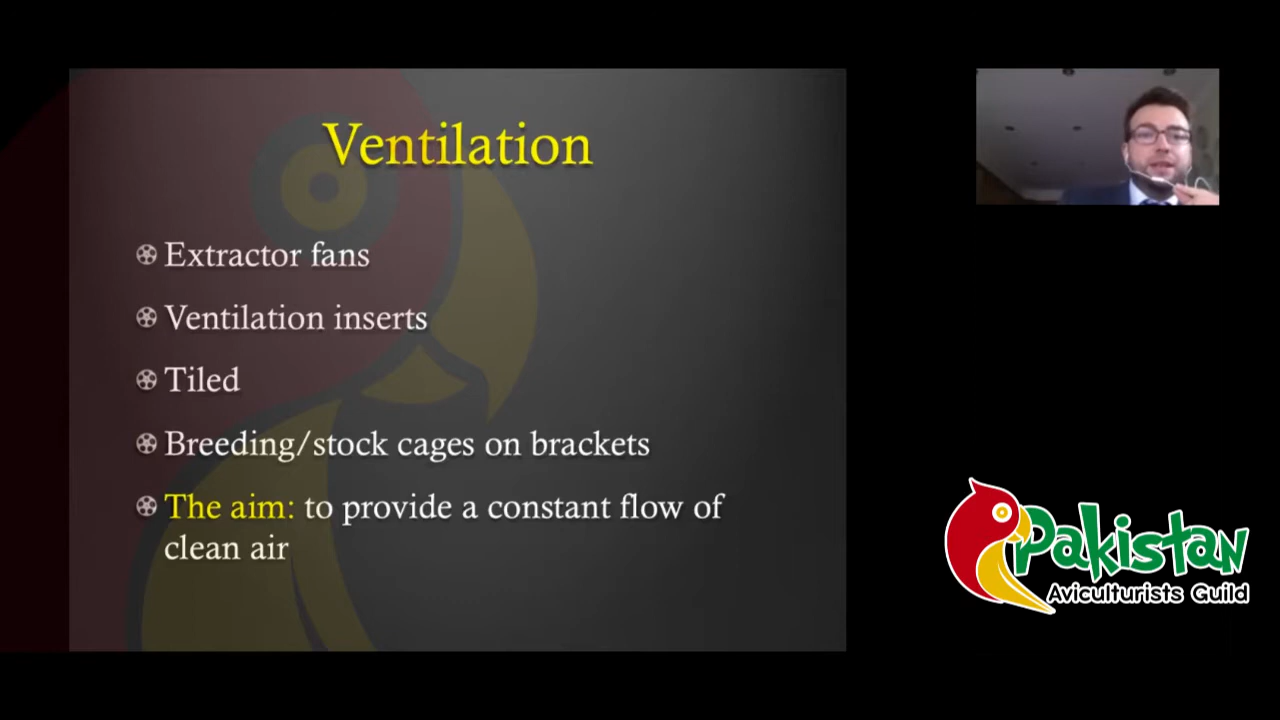 Ventilation
Extractor fans
Ventilation inserts
Tiled
Breeding/stock cages on brackets
The aim: to provide a constant flow of
clean air
Pakistan
Aviculturists Guild